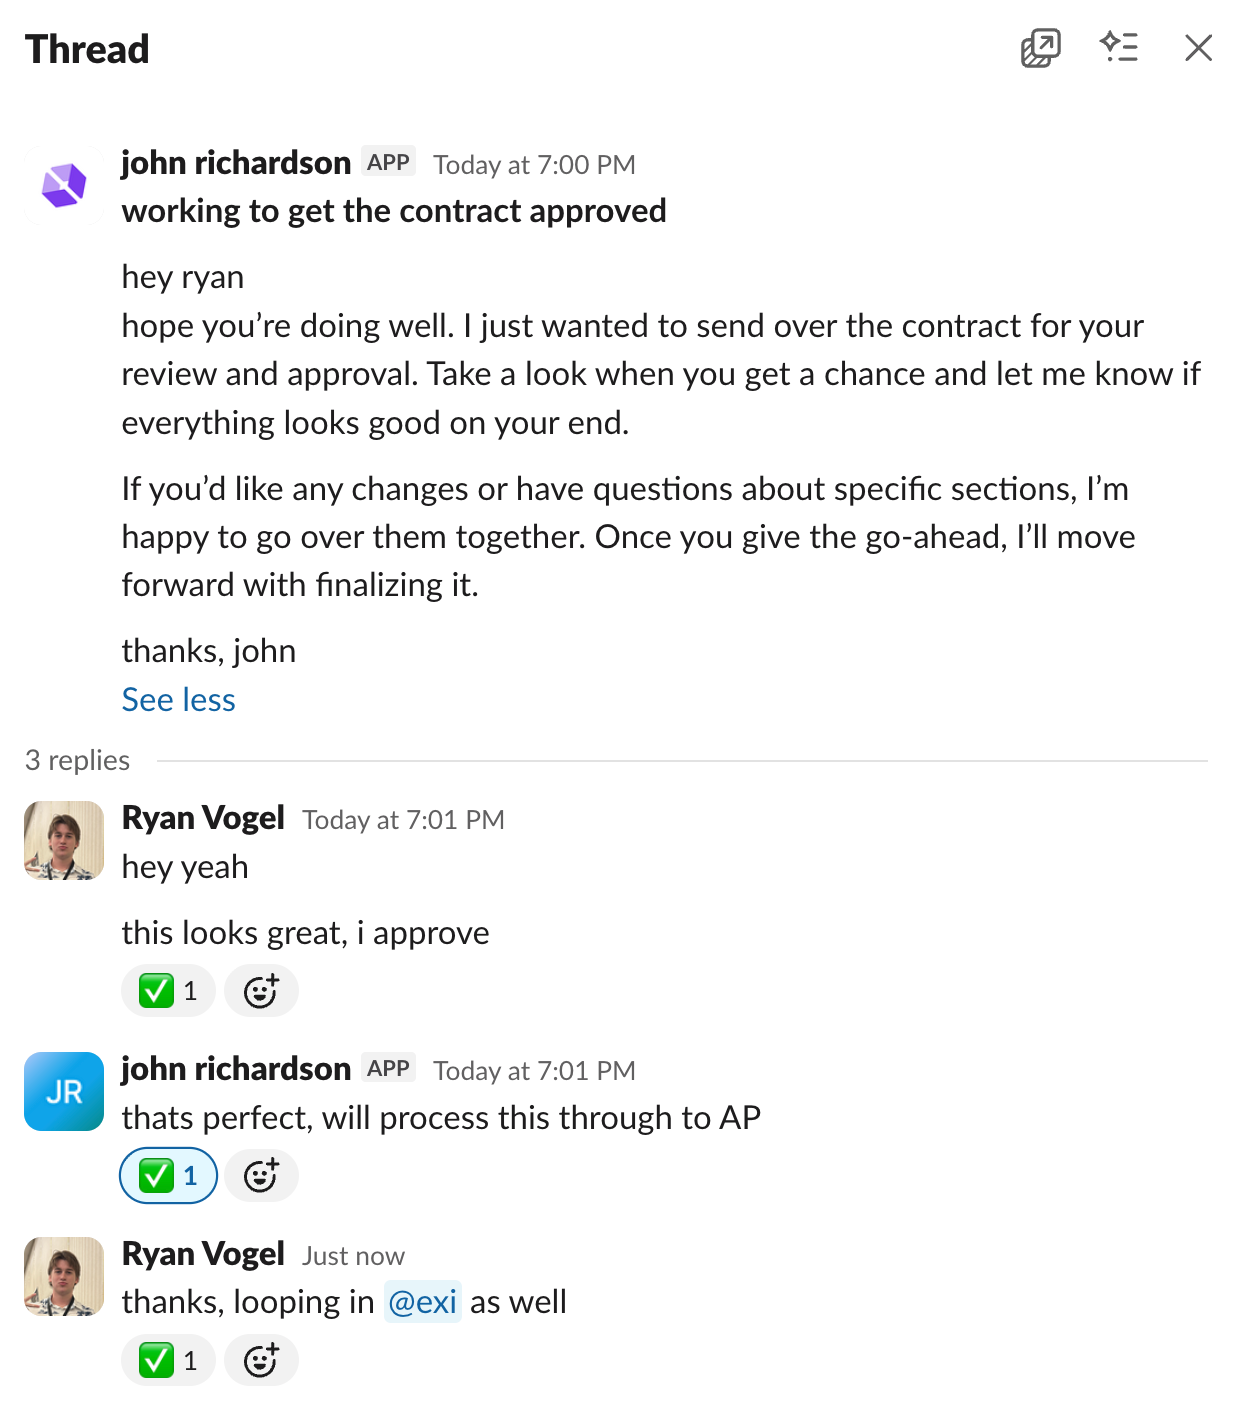 Thread
john richardson APP Today at 7:00 PM
working to get the contract approved
hey ryan
hope you’re doing well. I just wanted to send over the contract for your
review and approval. Take a look when you get a chance and let me know if
everything looks good on your end.
If you’d like any changes or have questions about specific sections, I’m
happy to go over them together. Once you give the go-ahead, I’ll move
forward with finalizing it.
thanks, john
See less
3 replies
Ryan Vogel Today at 7:01 PM
hey yeah
this looks great, i approve
✅ 1
JR
john richardson APP Today at 7:01 PM
thats perfect, will process this through to AP
✅ 1
Ryan Vogel Just now
thanks, looping in @exi as well
✅ 1